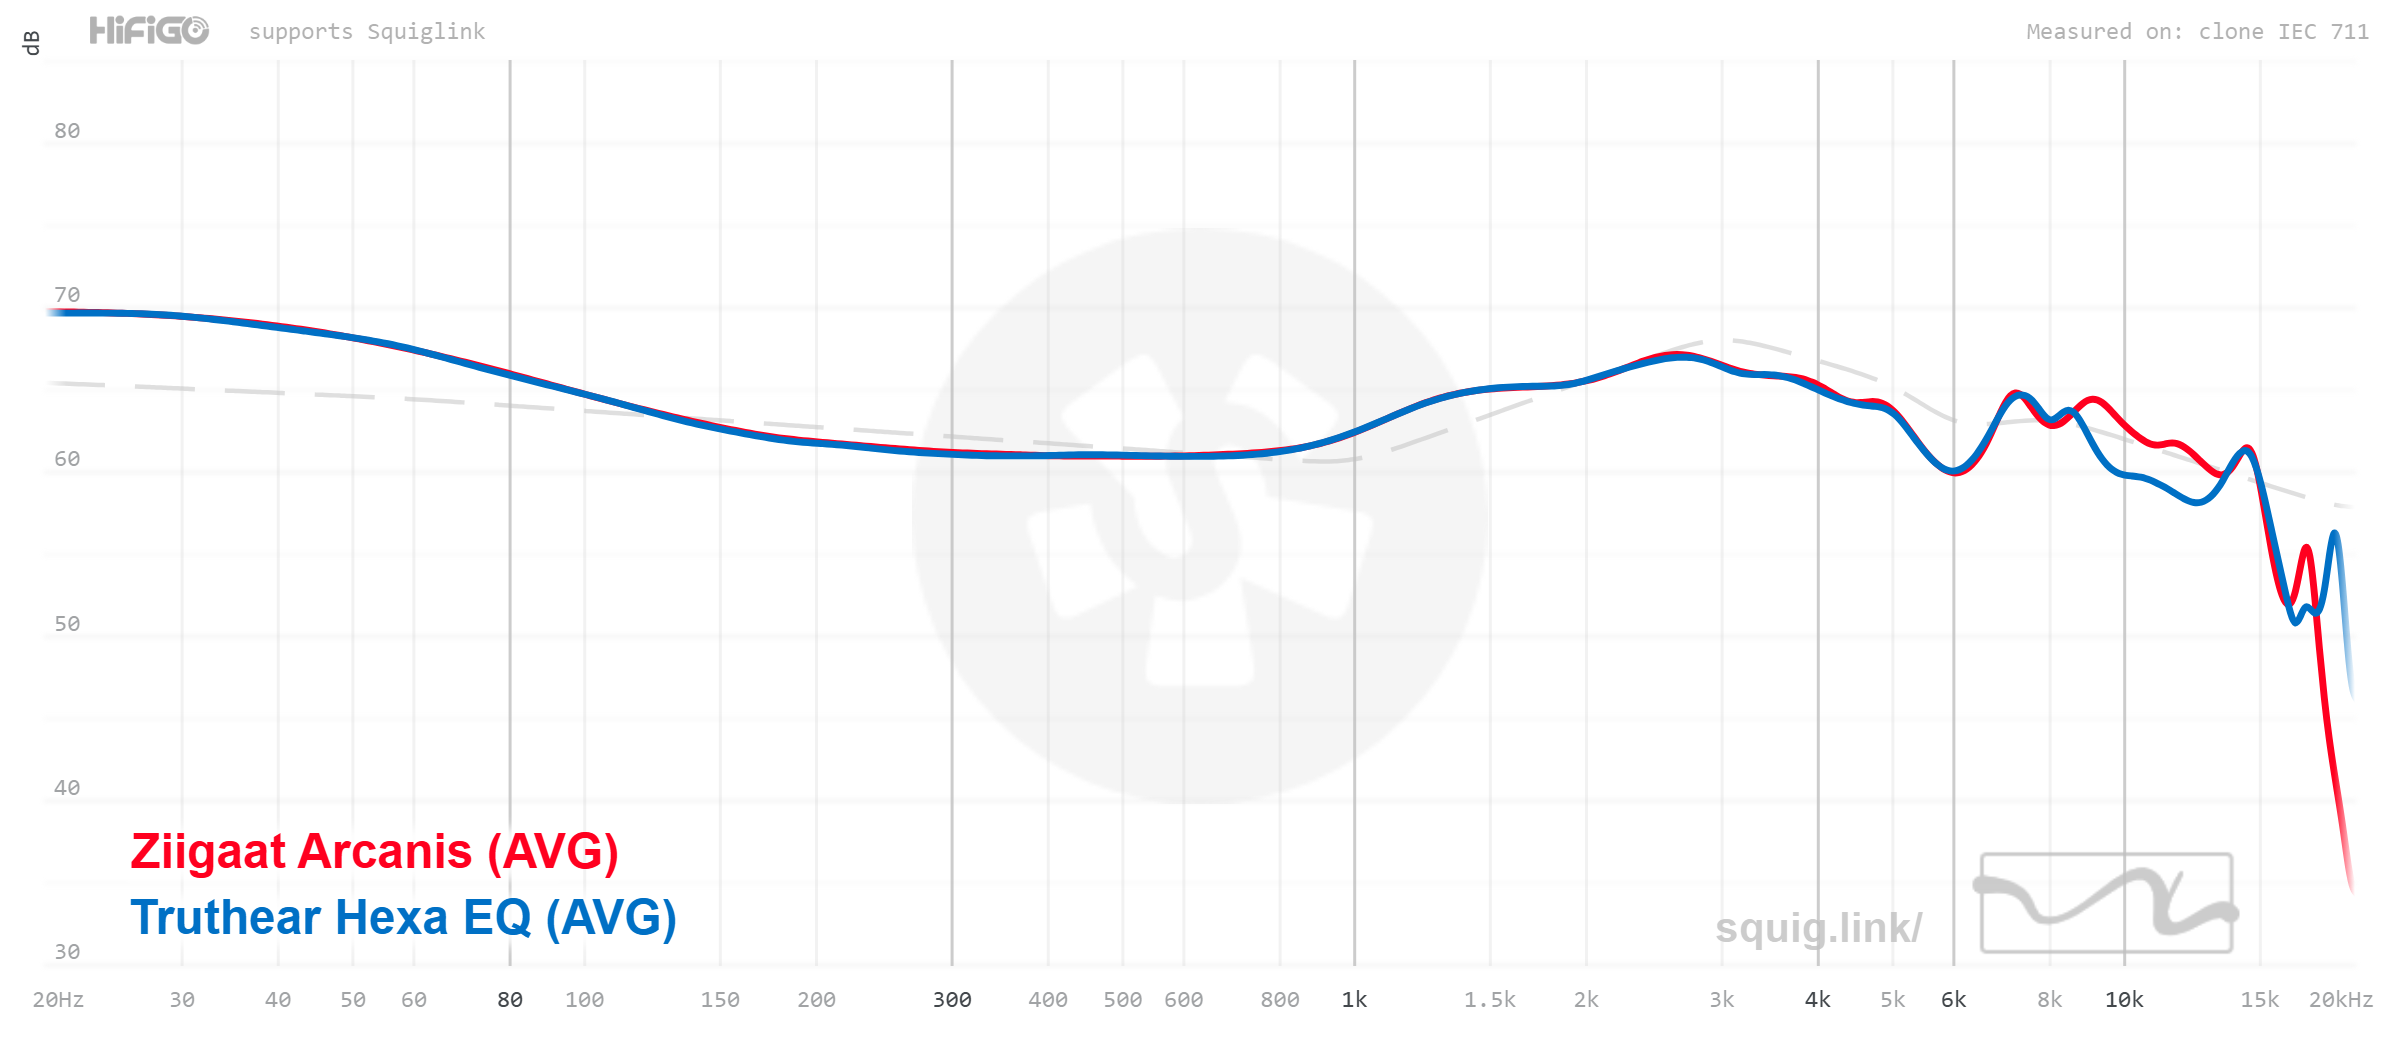 HiFiGO supports Squiglink
Measured on: clone IEC 711
dB
80
70
60
50
40
30
Ziigaat Arcanis (AVG)
Truthear Hexa EQ (AVG)
squig.link/
20Hz 30 40 50 60 80 100 150 200 300 400 500 600 800 1k 1.5k 2k 3k 4k 5k 6k 8k 10k 15k 20kHz